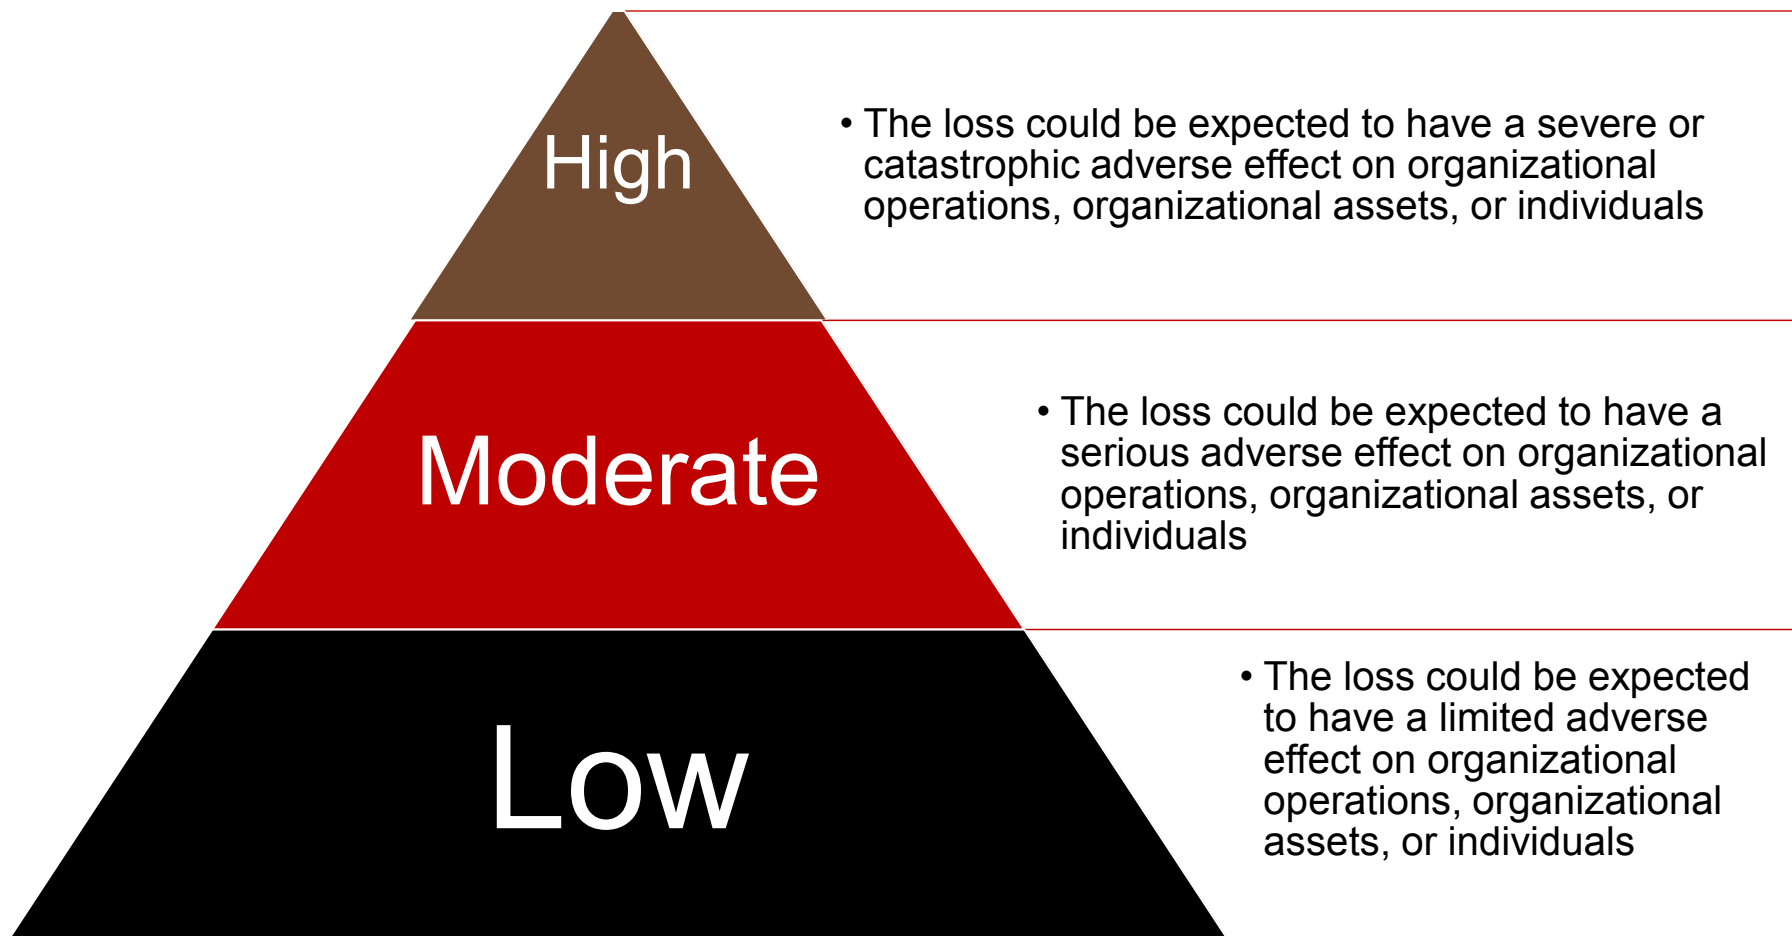 High
• The loss could be expected to have a severe or
catastrophic adverse effect on organizational
operations, organizational assets, or individuals
Moderate
• The loss could be expected to have a
serious adverse effect on organizational
operations, organizational assets, or
individuals
Low
• The loss could be expected
to have a limited adverse
effect on organizational
operations, organizational
assets, or individuals